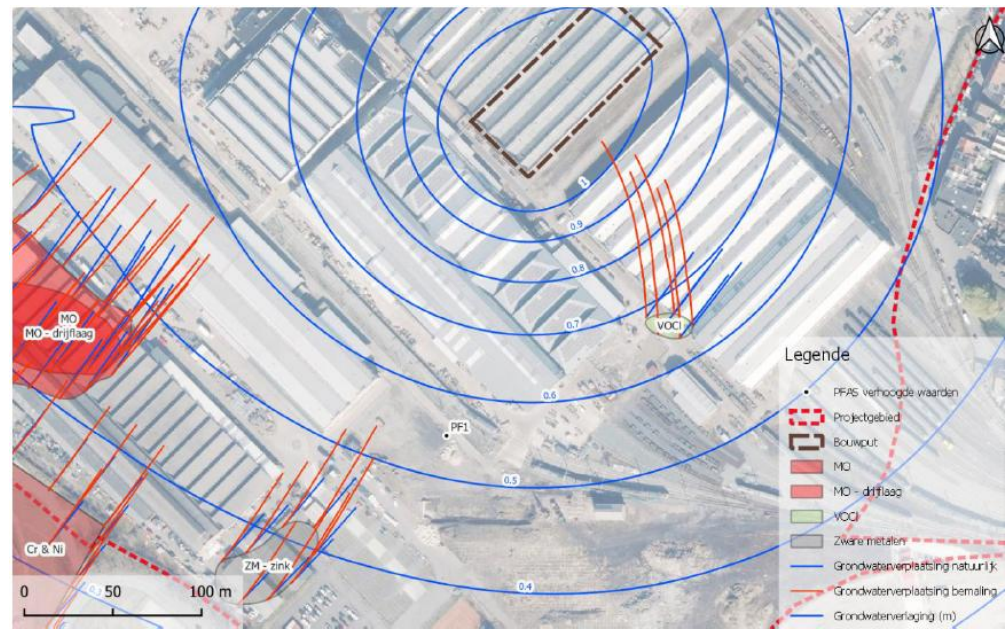 1
0.9
0.8
0.7
0.6
0.5
0.4
MO
MO - drijflaag
VOCl
PF1
Cr & Ni
ZM - zink
0 50 100 m
Legende
PFAS verhoogde waarden
Projectgebied
Bouwput
MO
MO - drijflaag
VOCl
Zware metalen
Grondwaterverplaatsing natuurlijk
Grondwaterverplaatsing bemaling
Grondwaterverlaging (m)